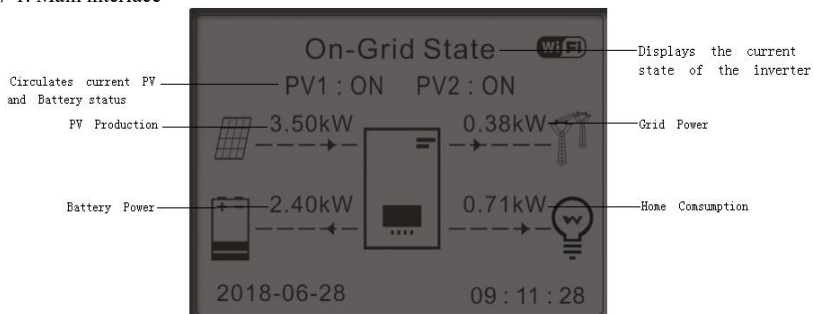 7 1. Main interface
On-Grid State WiFi
Displays the current
state of the inverter
Circulates current PV
and Battery status
PV1 : ON PV2 : ON
PV Production
3.50kW
0.38kW
Grid Power
Battery Power
2.40kW
0.71kW
Home Comsumption
2018-06-28
09 : 11 : 28